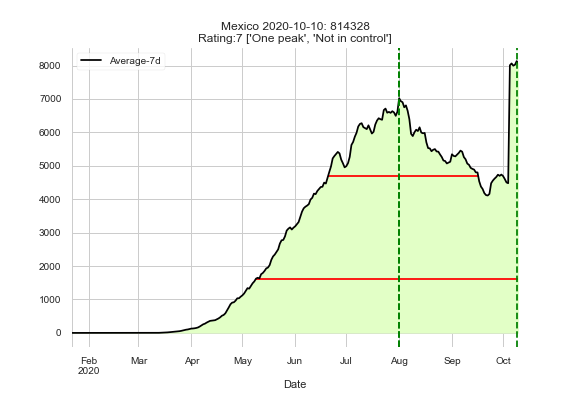 Mexico 2020-10-10: 814328
Rating:7 ['One peak', 'Not in control']
Average-7d
8000
7000
6000
5000
4000
3000
2000
1000
0
Feb Mar Apr May Jun Jul Aug Sep Oct
2020
Date